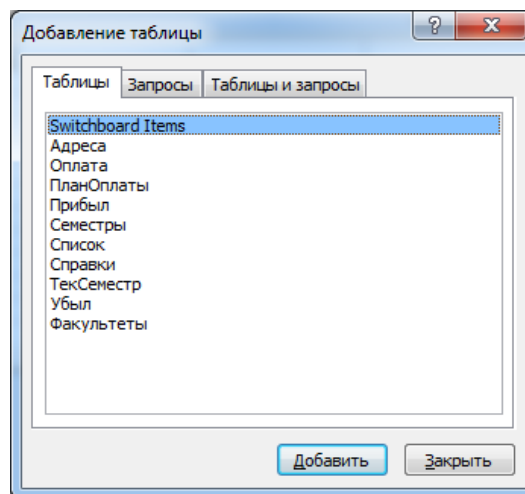 Добавление таблицы
Таблицы Запросы Таблицы и запросы
Switchboard Items
Адреса
Оплата
ПланОплаты
Прибыл
Семестры
Список
Справки
ТекСеместр
Убыл
Факультеты
Добавить Закрыть